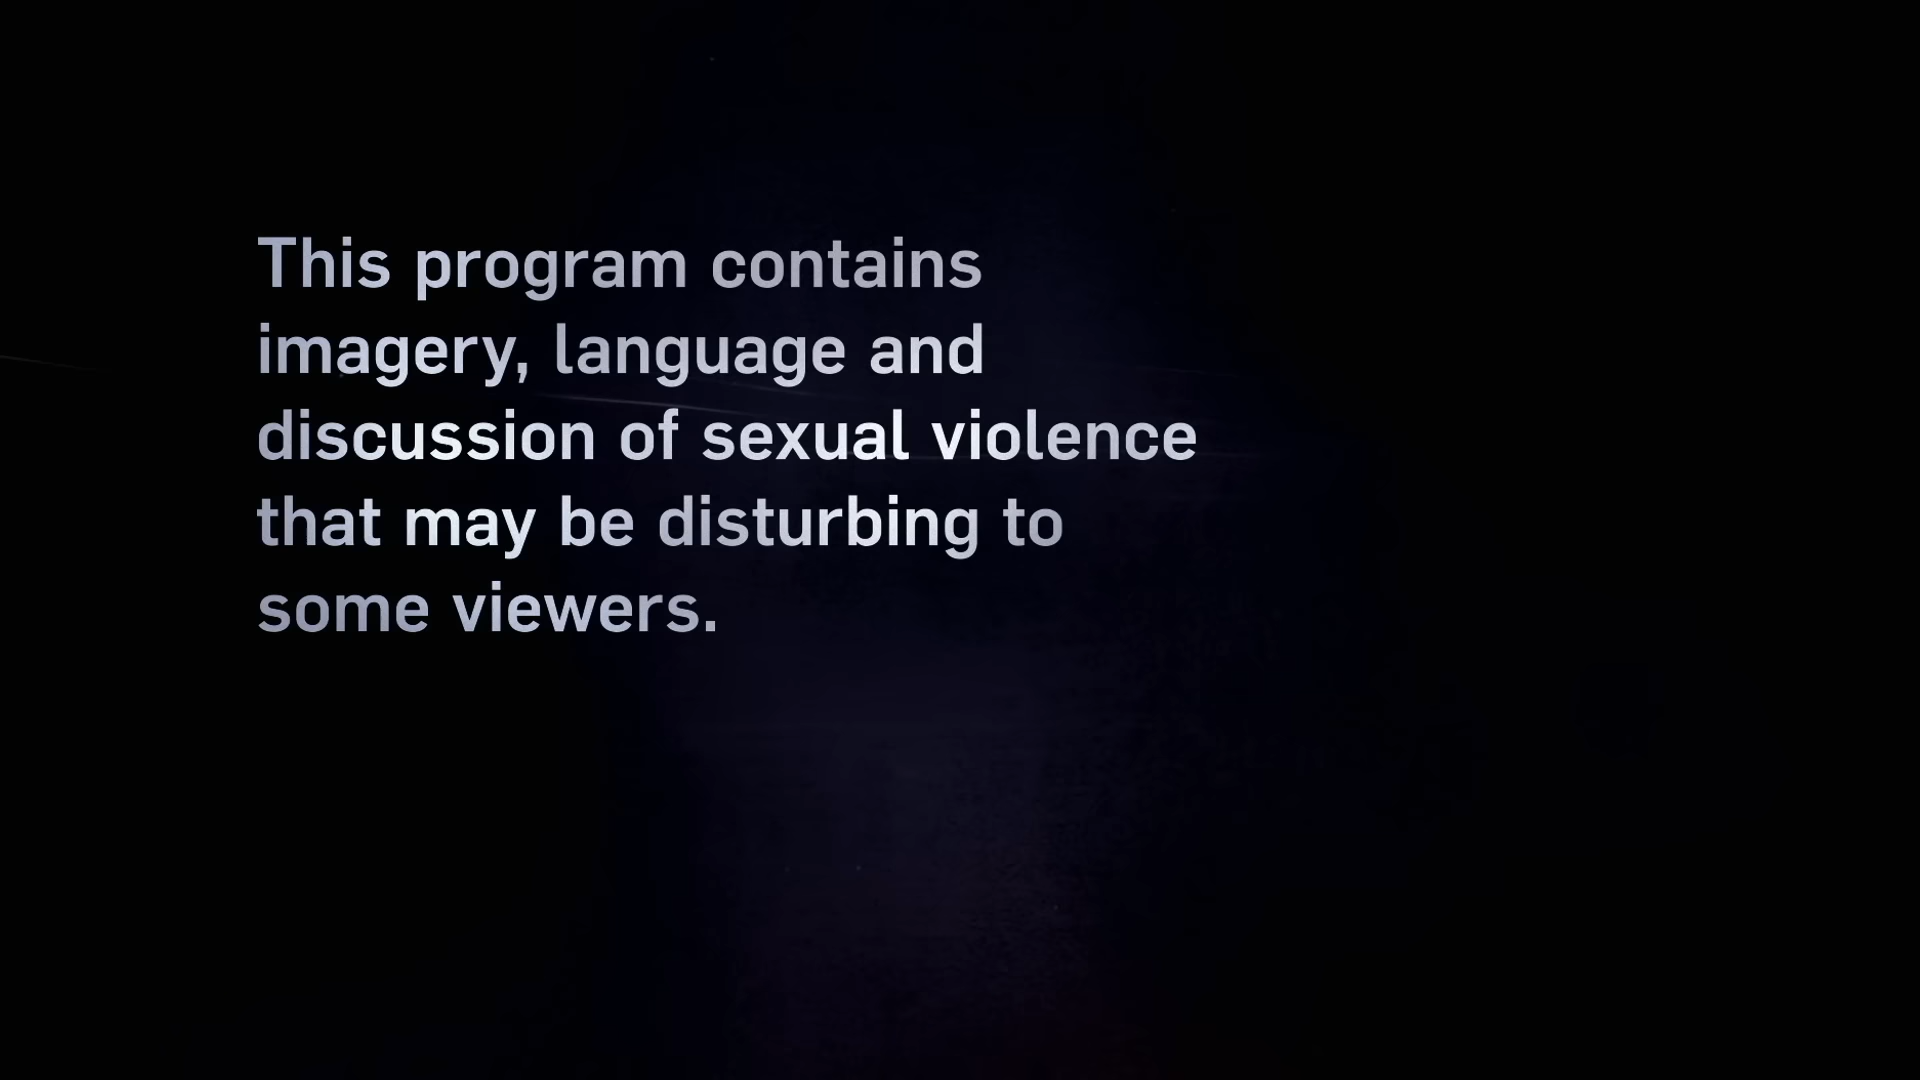 This program contains
imagery, language and
discussion of sexual violence
that may be disturbing to
some viewers.